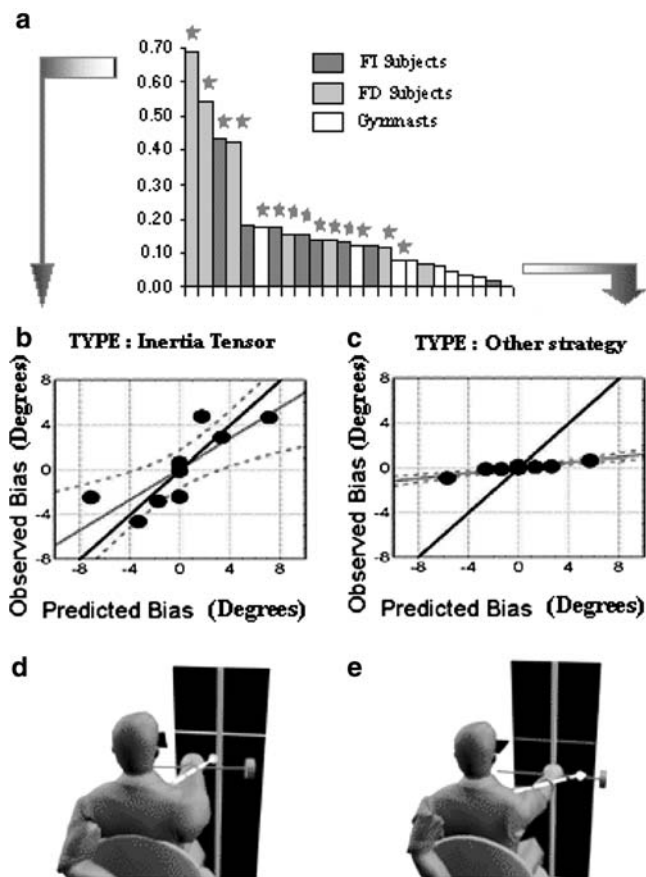 a
0.70
0.60
0.50
0.40
0.30
0.20
0.10
0.00
FI Subjects
FD Subjects
Gymnasts
b
TYPE : Inertia Tensor
Observed Bias (Degrees)
8
4
0
-4
-8
-8 -4 0 4 8
Predicted Bias (Degrees)
c
TYPE : Other strategy
Observed Bias (Degrees)
8
4
0
-4
-8
-8 -4 0 4 8
Predicted Bias (Degrees)
d
e